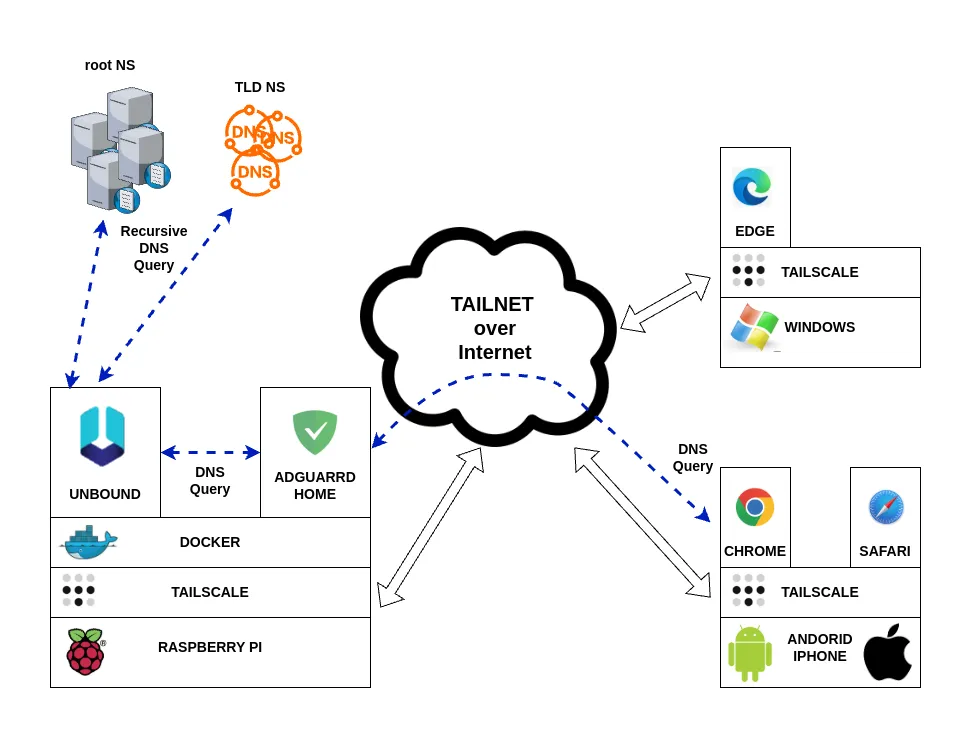 root NS
TLD NS
DNS
DNS
DNS
Recursive
DNS
Query
EDGE
TAILSCALE
WINDOWS
TAILNET
over
Internet
UNBOUND
DNS
Query
ADGUARRD
HOME
DOCKER
TAILSCALE
RASPBERRY PI
®
DNS
Query
CHROME
SAFARI
TAILSCALE
ANDORID
IPHONE